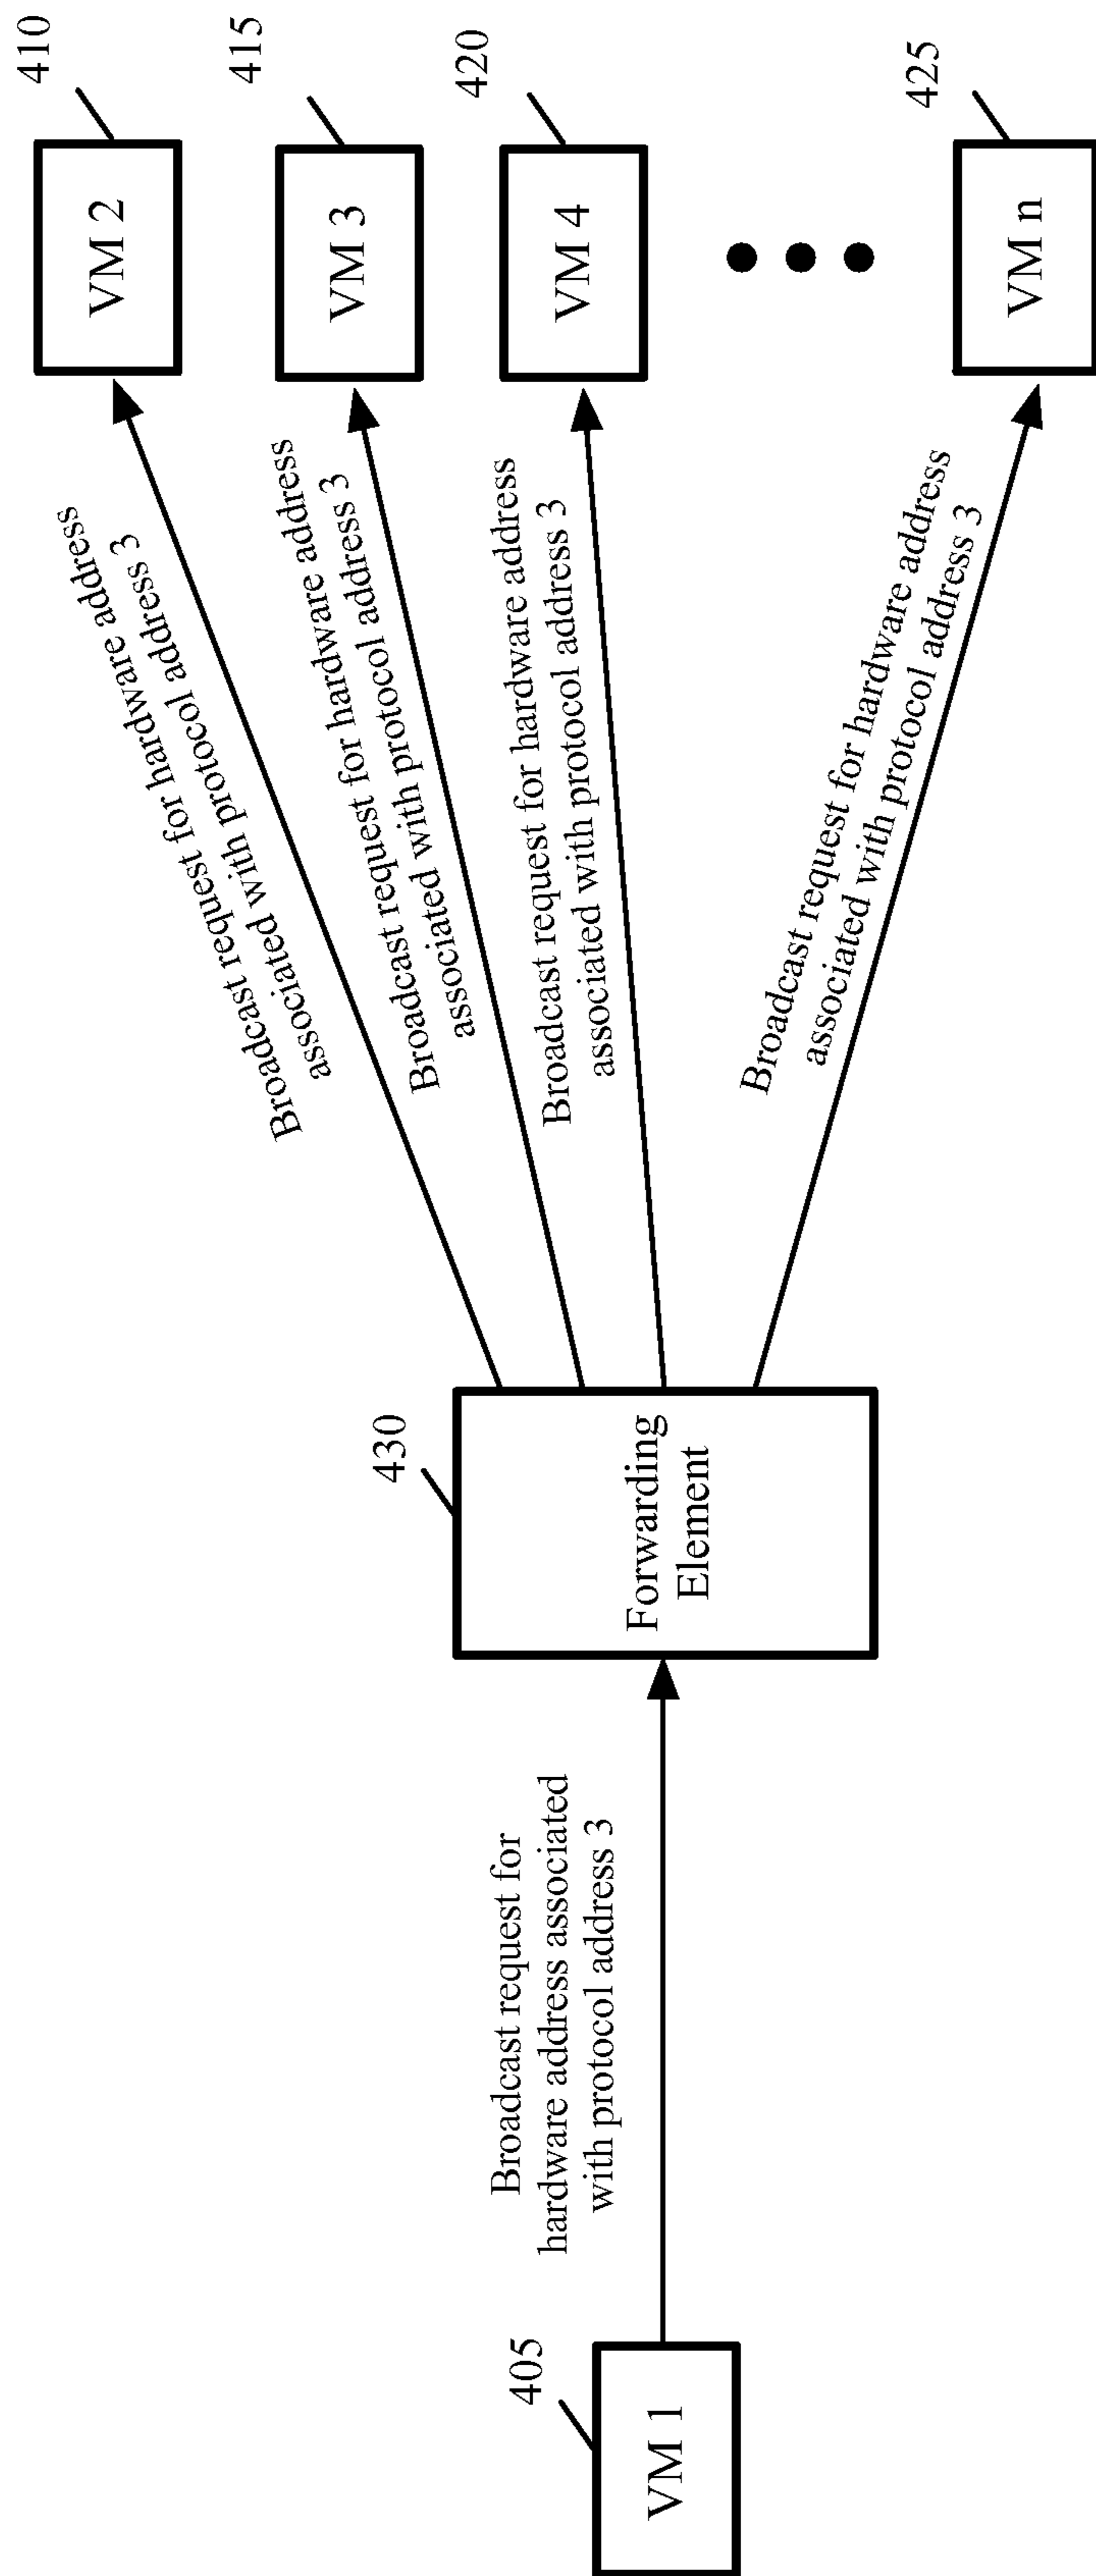 405
VM 1
Broadcast request for
hardware address associated
with protocol address 3
430
Forwarding
Element
Broadcast request for hardware address
associated with protocol address 3
410
VM 2
Broadcast request for hardware address
associated with protocol address 3
415
VM 3
Broadcast request for hardware address
associated with protocol address 3
420
VM 4
Broadcast request for hardware address
associated with protocol address 3
425
VM n